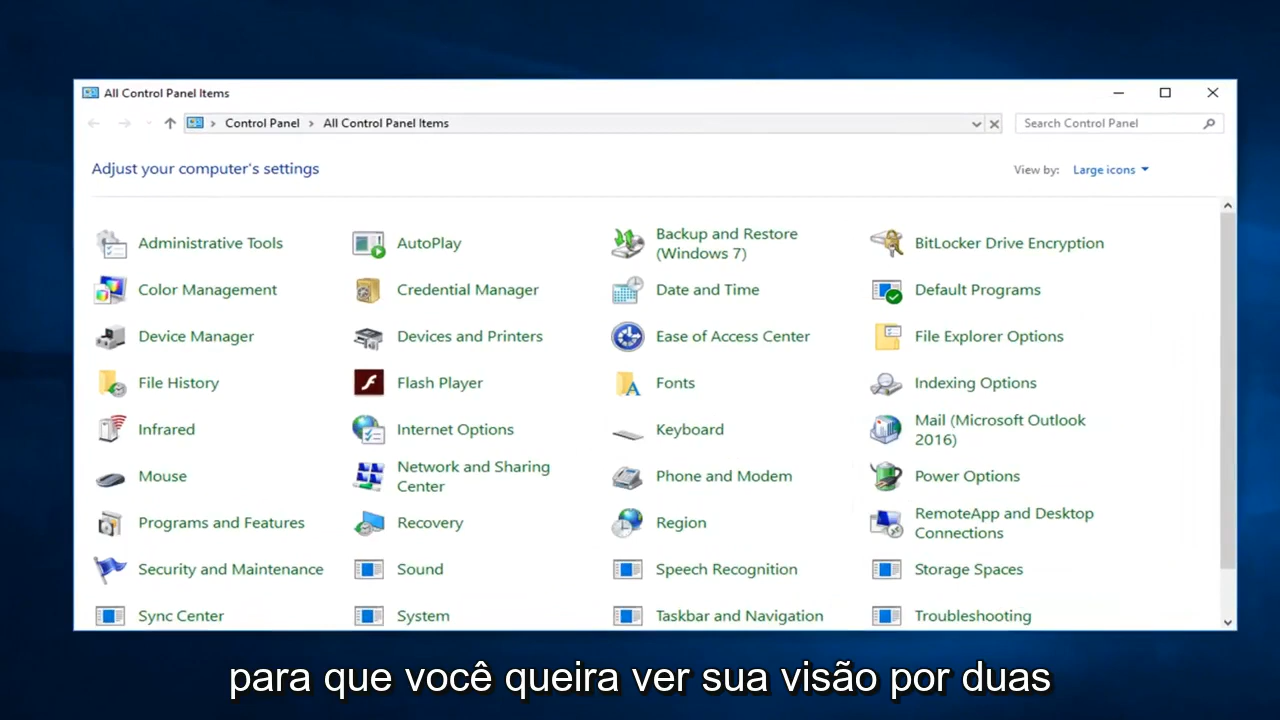 All Control Panel Items
Control Panel > All Control Panel Items
Search Control Panel
Adjust your computer's settings
View by: Large icons
Administrative Tools
AutoPlay
Backup and Restore
(Windows 7)
BitLocker Drive Encryption
Color Management
Credential Manager
Date and Time
Default Programs
Device Manager
Devices and Printers
Ease of Access Center
File Explorer Options
File History
Flash Player
Fonts
Indexing Options
Infrared
Internet Options
Keyboard
Mail (Microsoft Outlook
2016)
Mouse
Network and Sharing
Center
Phone and Modem
Power Options
Programs and Features
Recovery
Region
RemoteApp and Desktop
Connections
Security and Maintenance
Sound
Speech Recognition
Storage Spaces
Sync Center
System
Taskbar and Navigation
Troubleshooting
para que você queira ver sua visão por duas